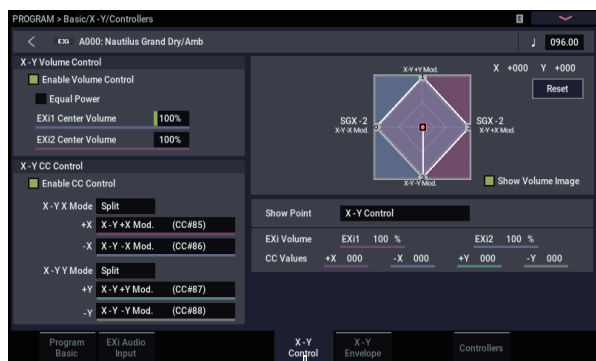 PROGRAM > Basic/X-Y/Controllers E
< EXi A000: Nautilus Grand Dry/Amb ♩ 096.00
X-Y Volume Control
Enable Volume Control
Equal Power
EXi1 Center Volume 100%
EXi2 Center Volume 100%
X-Y CC Control
Enable CC Control
X-Y X Mode Split
+X X-Y +X Mod. (CC#85)
-X X-Y -X Mod. (CC#86)
X-Y Y Mode Split
+Y X-Y +Y Mod. (CC#87)
-Y X-Y -Y Mod. (CC#88)
X-Y +Y Mod. X +000 Y +000
Reset
SGX-2
X-Y-X Mod.
SGX-2
X-Y +X Mod.
X-Y -Y Mod.
Show Volume Image
Show Point X-Y Control
EXi Volume EXi1 100 % EXi2 100 %
CC Values +X 000 -X 000 +Y 000 -Y 000
Program Basic
EXi Audio Input
X-Y Control
X-Y Envelope
Controllers